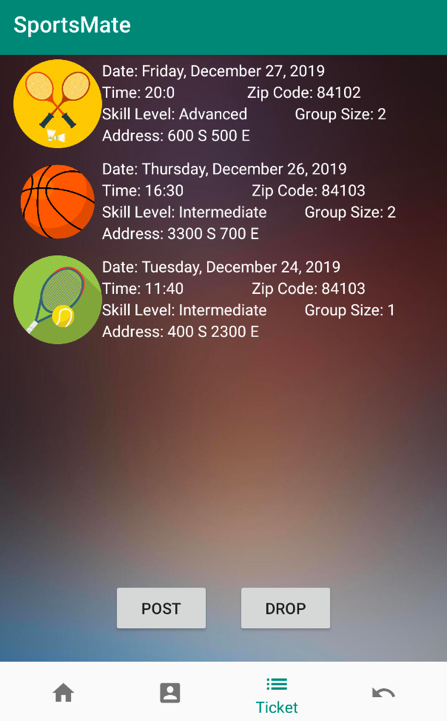 SportsMate
Date: Friday, December 27, 2019
Time: 20:0 Zip Code: 84102
Skill Level: Advanced Group Size: 2
Address: 600 S 500 E
Date: Thursday, December 26, 2019
Time: 16:30 Zip Code: 84103
Skill Level: Intermediate Group Size: 2
Address: 3300 S 700 E
Date: Tuesday, December 24, 2019
Time: 11:40 Zip Code: 84103
Skill Level: Intermediate Group Size: 1
Address: 400 S 2300 E
POST DROP
Ticket